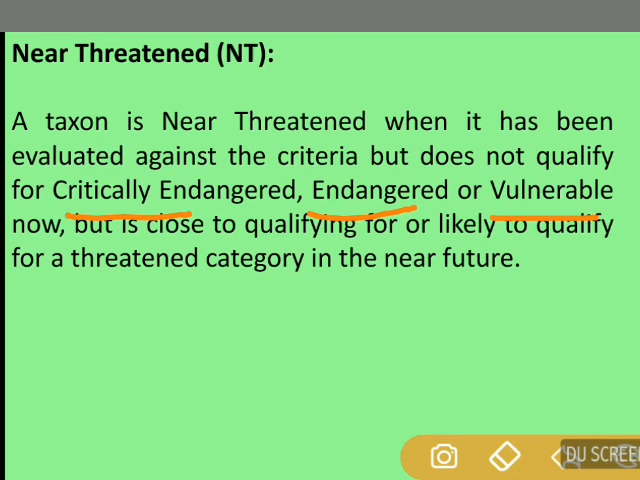 Near Threatened (NT):
A taxon is Near Threatened when it has been
evaluated against the criteria but does not qualify
for Critically Endangered, Endangered or Vulnerable
now, but is close to qualifying for or likely to qualify
for a threatened category in the near future.
DU SCREE